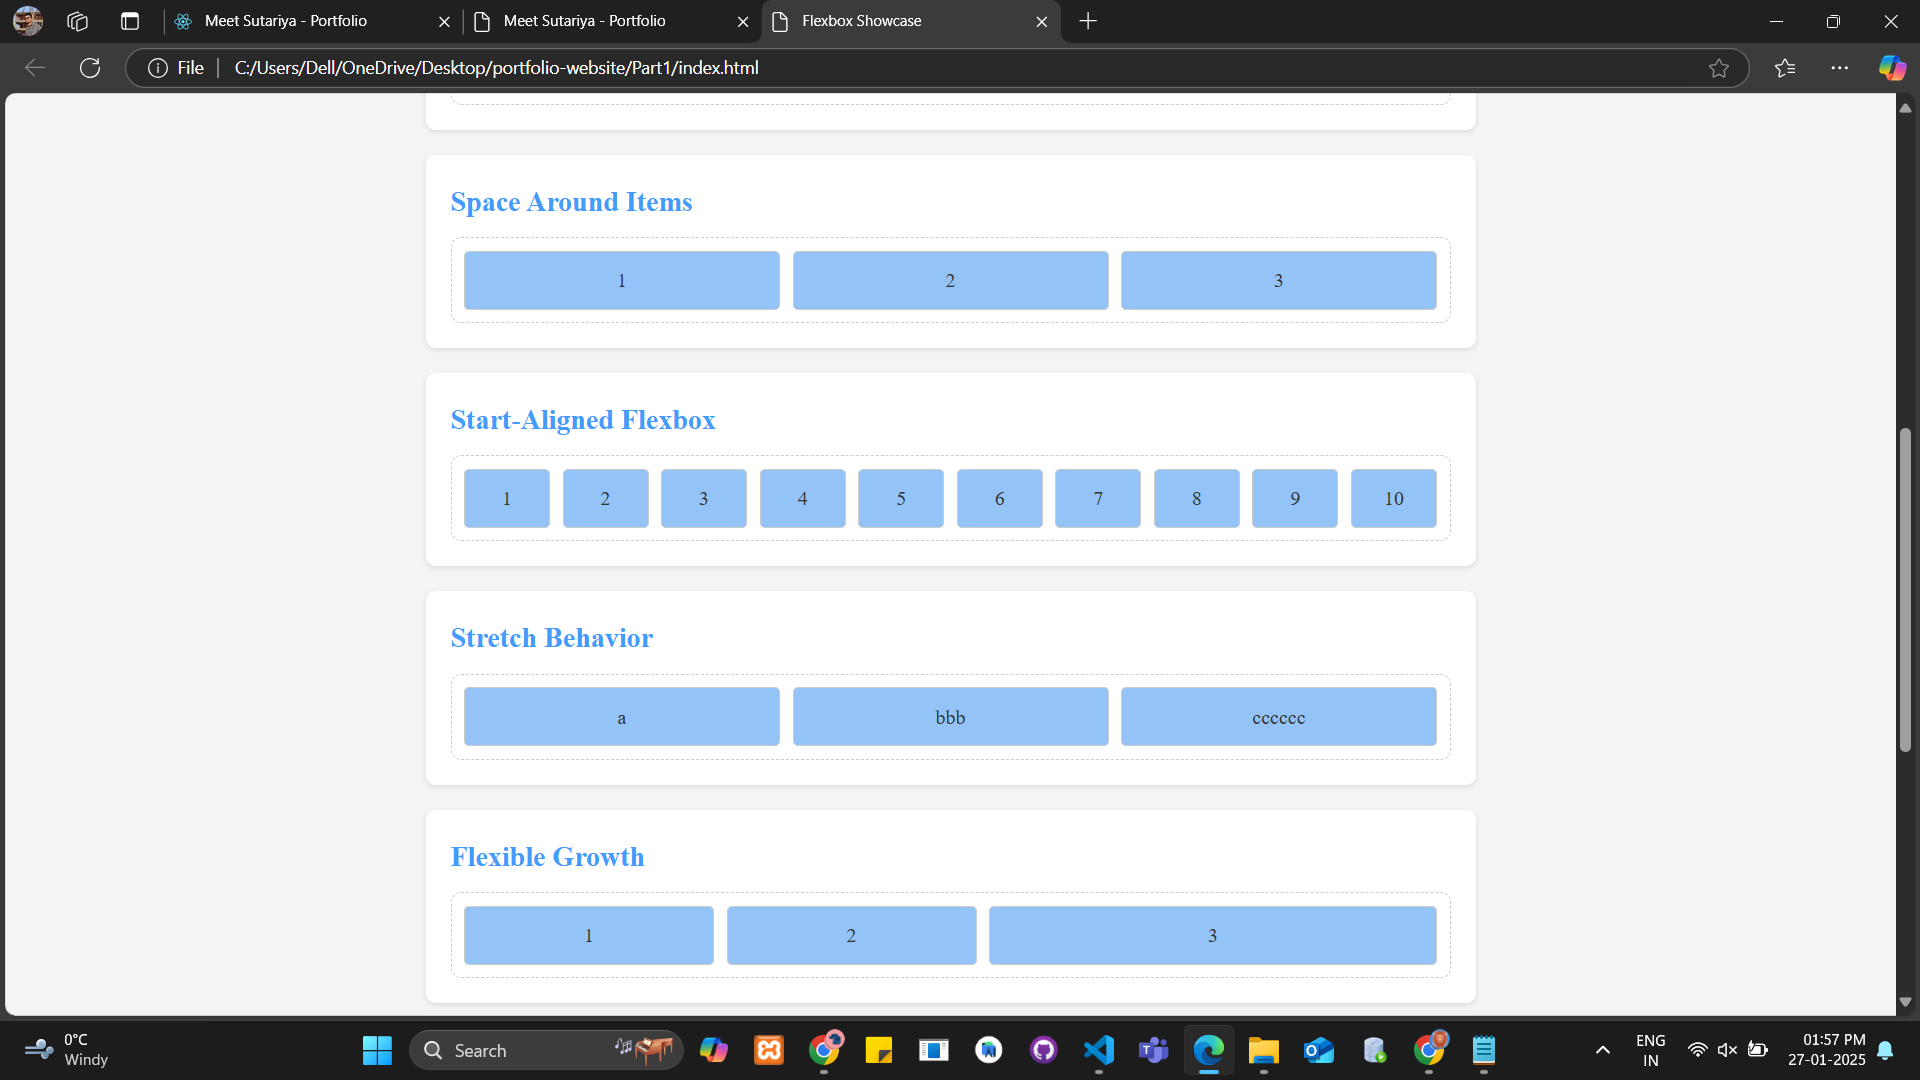 Meet Sutariya - Portfolio
Meet Sutariya - Portfolio
Flexbox Showcase
File
C:/Users/Dell/OneDrive/Desktop/portfolio-website/Part1/index.html
Space Around Items
1 2 3
Start-Aligned Flexbox
1 2 3 4 5 6 7 8 9 10
Stretch Behavior
a bbb cccccc
Flexible Growth
1 2 3
0°C
Windy
Search
ENG
IN
01:57 PM
27-01-2025